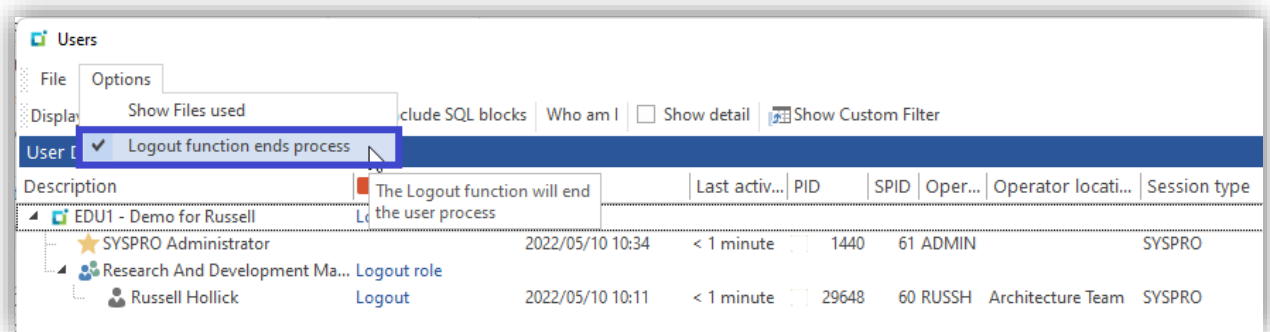 Users
File Options
Show Files used
Display clude SQL blocks Who am I Show detail Show Custom Filter
✓ Logout function ends process
User D
The Logout function will end
the user process
Description Last activ... PID SPID Oper... Operator locati... Session type
EDU1 - Demo for Russell Lo
SYSPRO Administrator 2022/05/10 10:34 < 1 minute 1440 61 ADMIN SYSPRO
Research And Development Ma... Logout role
Russell Hollick Logout 2022/05/10 10:11 < 1 minute 29648 60 RUSSH Architecture Team SYSPRO